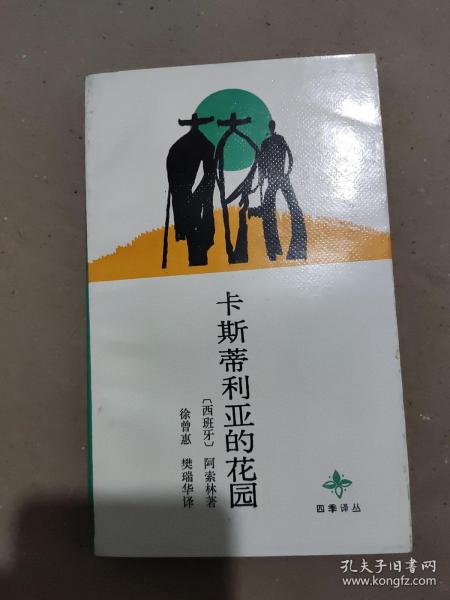 卡斯蒂利亚的花园
〔西班牙〕 阿索林著
徐曾惠 樊瑞华译
四季译丛
孔夫子旧书网
www.kongfz.com